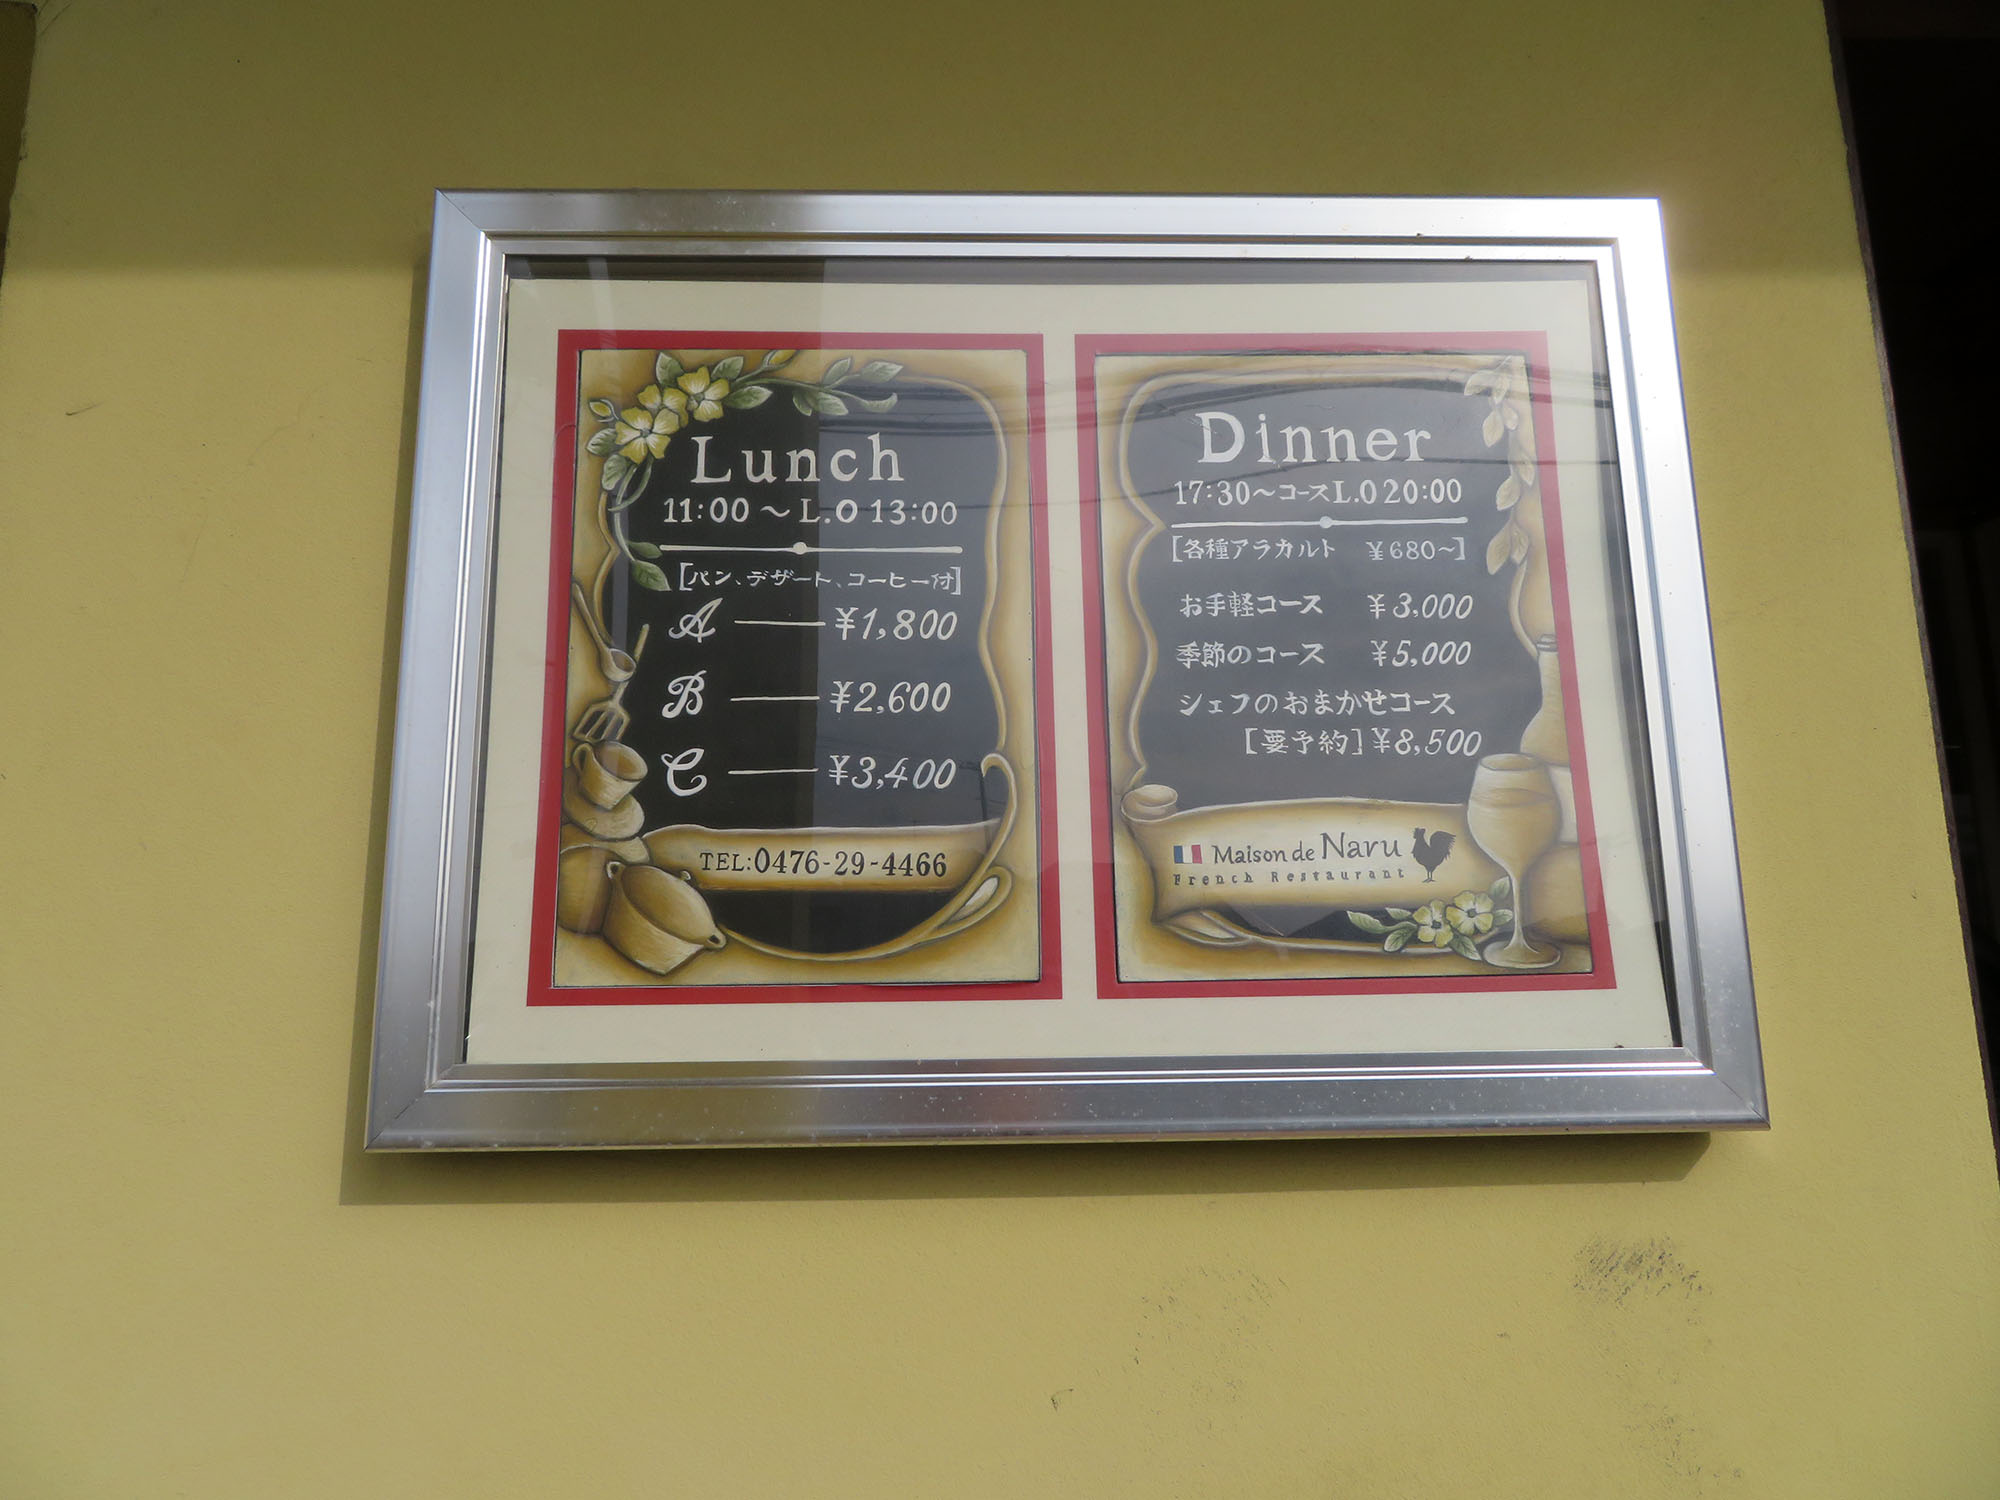 Lunch
11:00～L.O 13:00
[パン、デザート、コーヒー付]
A ― ¥1,800
B ― ¥2,600
C ― ¥3,400
TEL:0476-29-4466
Dinner
17:30～コースL.O 20:00
[各種アラカルト ¥680～]
お手軽コース ¥3,000
季節のコース ¥5,000
シェフのおまかせコース
[要予約] ¥8,500
Maison de Naru
French Restaurant